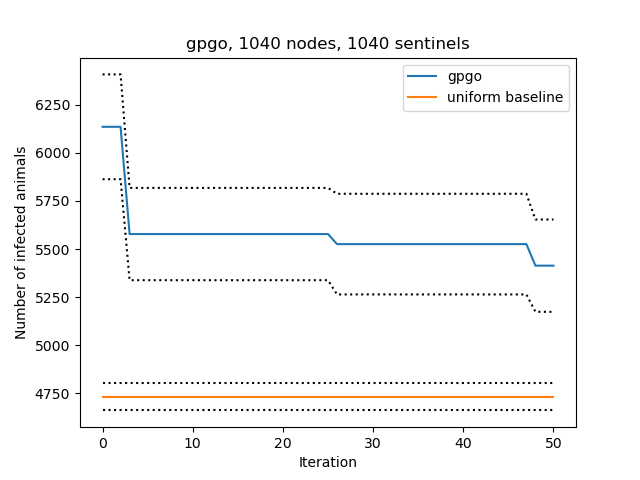 gpgo, 1040 nodes, 1040 sentinels
gpgo
uniform baseline
Number of infected animals
6250
6000
5750
5500
5250
5000
4750
0 10 20 30 40 50
Iteration